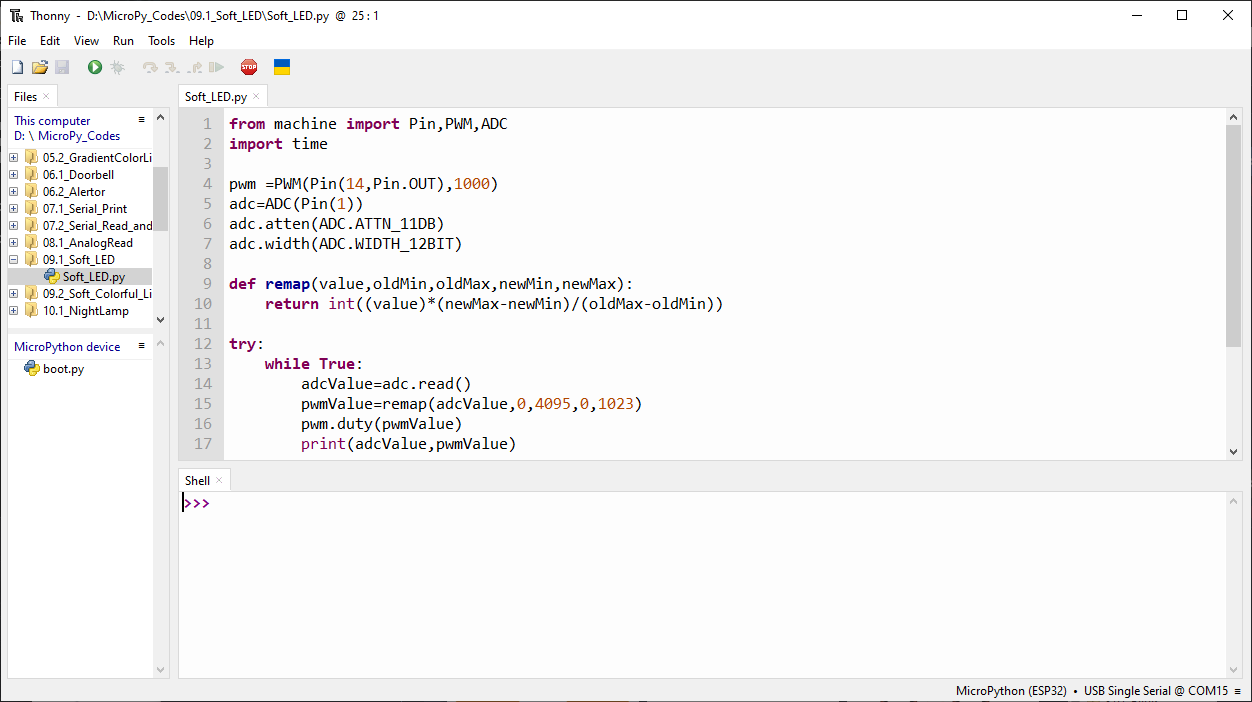 Thonny - D:\MicroPy_Codes\09.1_Soft_LED\Soft_LED.py @ 25 : 1
File Edit View Run Tools Help
STOP
Files
This computer
D: \ MicroPy_Codes
05.2_GradientColorLi
06.1_Doorbell
06.2_Alertor
07.1_Serial_Print
07.2_Serial_Read_and
08.1_AnalogRead
09.1_Soft_LED
Soft_LED.py
09.2_Soft_Colorful_Li
10.1_NightLamp
MicroPython device
boot.py
Soft_LED.py
1 from machine import Pin,PWM,ADC
2 import time
3
4 pwm =PWM(Pin(14,Pin.OUT),1000)
5 adc=ADC(Pin(1))
6 adc.atten(ADC.ATTN_11DB)
7 adc.width(ADC.WIDTH_12BIT)
8
9 def remap(value,oldMin,oldMax,newMin,newMax):
10     return int((value)*(newMax-newMin)/(oldMax-oldMin))
11
12 try:
13     while True:
14         adcValue=adc.read()
15         pwmValue=remap(adcValue,0,4095,0,1023)
16         pwm.duty(pwmValue)
17         print(adcValue,pwmValue)
Shell
>>>
MicroPython (ESP32) • USB Single Serial @ COM15